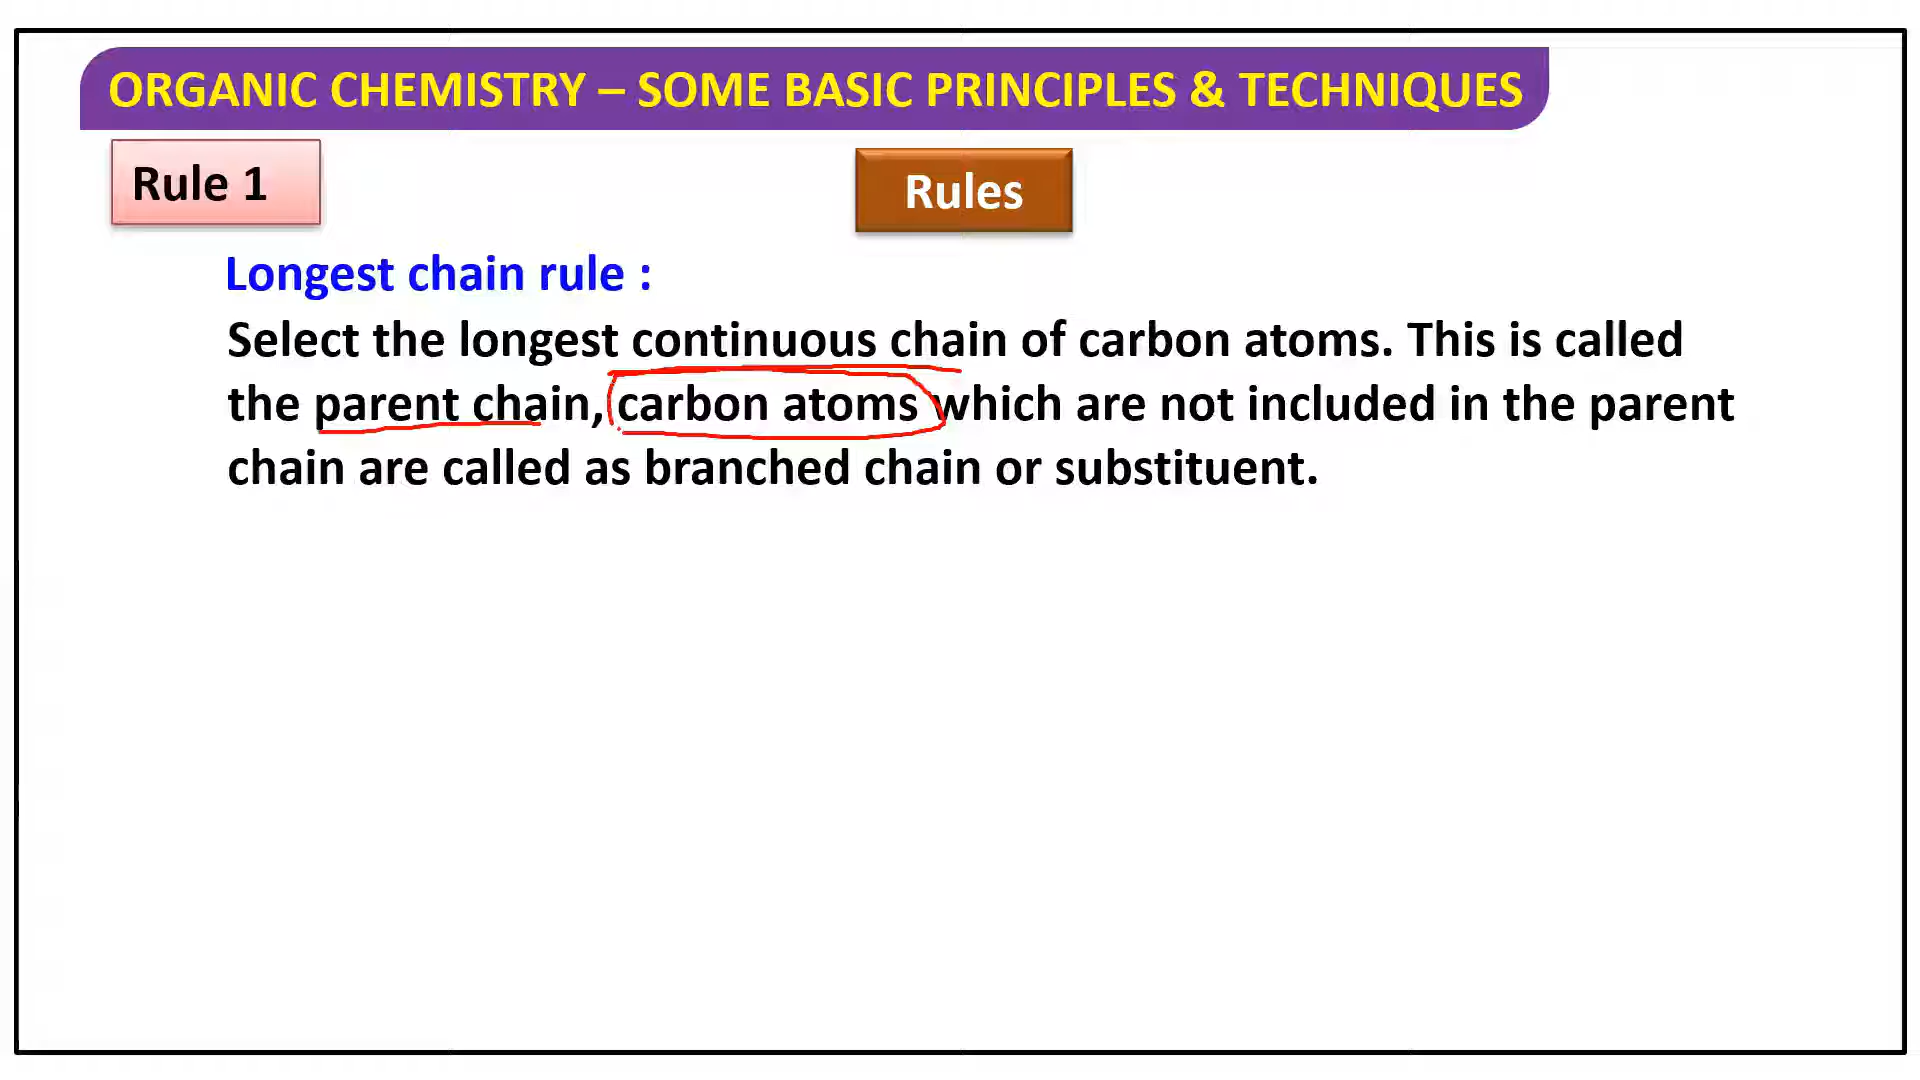 ORGANIC CHEMISTRY – SOME BASIC PRINCIPLES & TECHNIQUES
Rule 1
Rules
Longest chain rule :
Select the longest continuous chain of carbon atoms. This is called
the parent chain, carbon atoms which are not included in the parent
chain are called as branched chain or substituent.